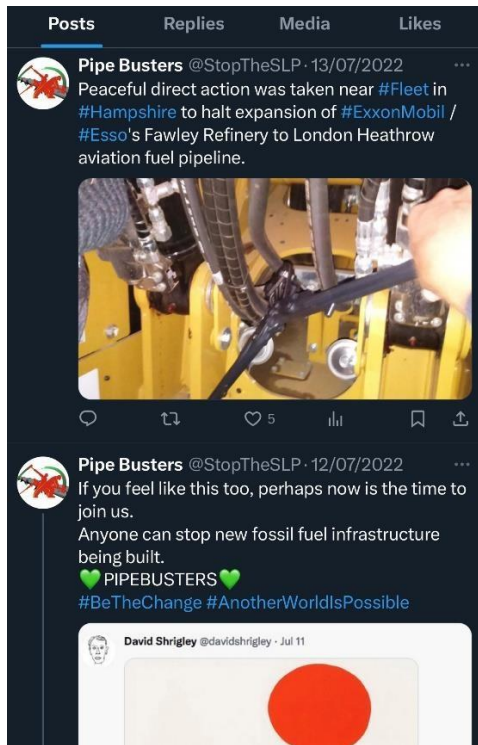 Posts Replies Media Likes
Pipe Busters @StopTheSLP · 13/07/2022 ...
Peaceful direct action was taken near #Fleet in
#Hampshire to halt expansion of #ExxonMobil /
#Esso's Fawley Refinery to London Heathrow
aviation fuel pipeline.
5
Pipe Busters @StopTheSLP · 12/07/2022 ...
If you feel like this too, perhaps now is the time to
join us.
Anyone can stop new fossil fuel infrastructure
being built.
💚PIPEBUSTERS💚
#BeTheChange #AnotherWorldIsPossible
David Shrigley @davidshrigley · Jul 11